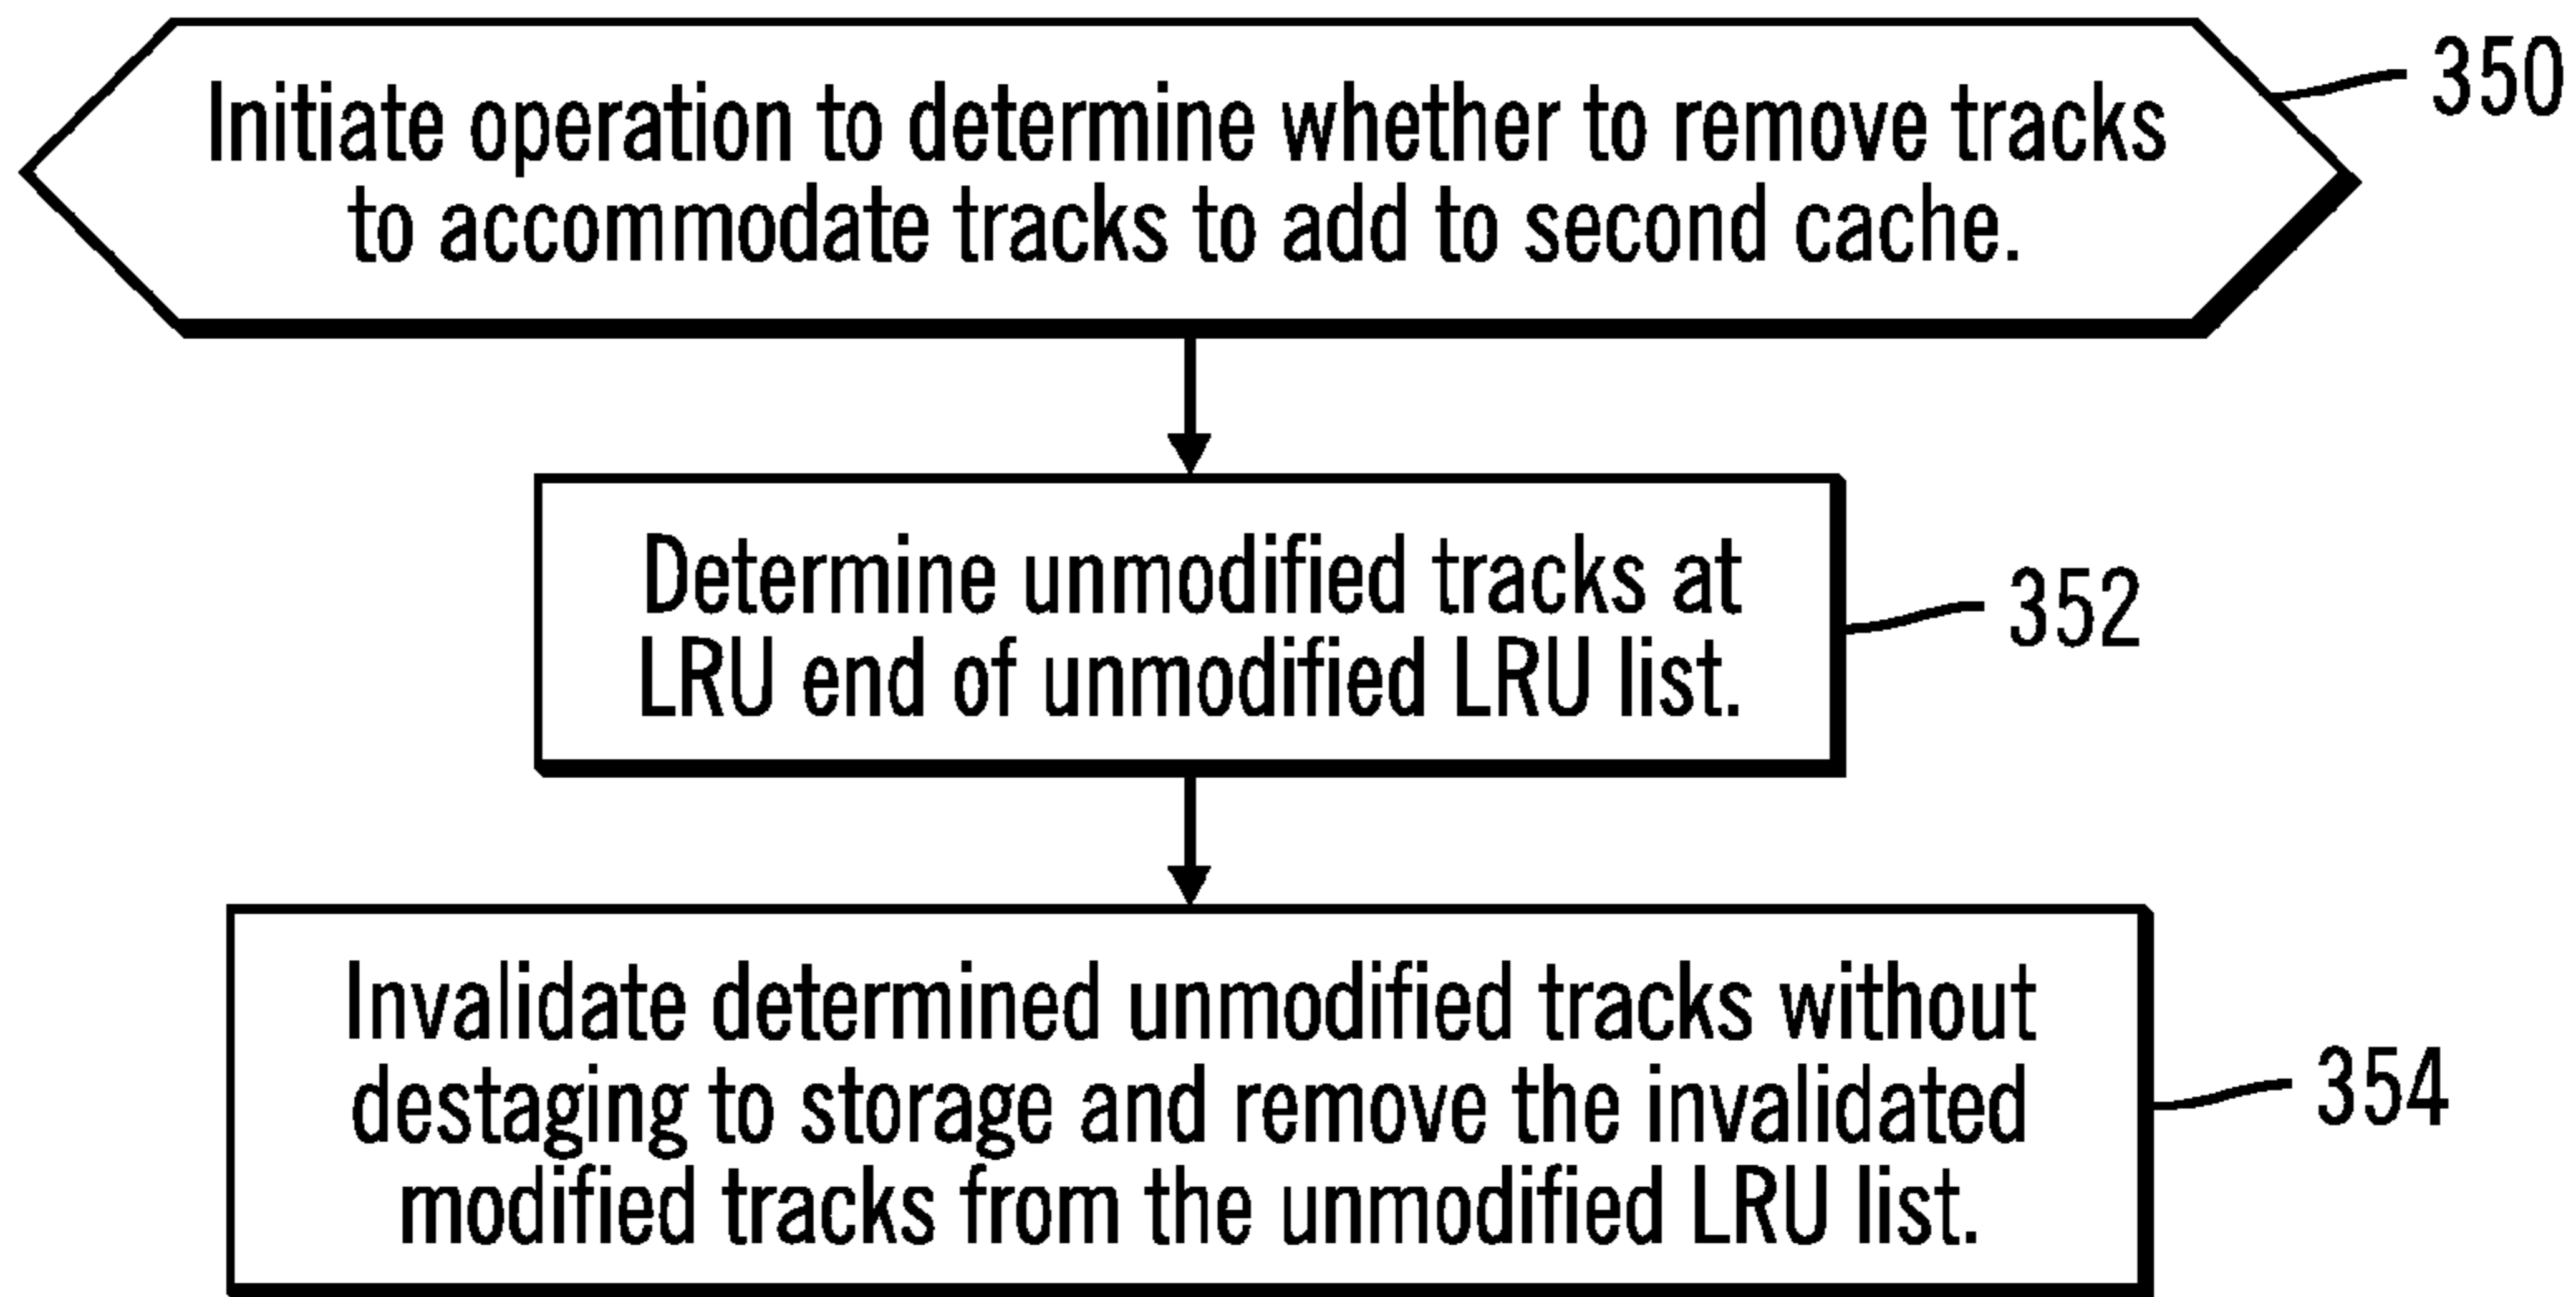 Initiate operation to determine whether to remove tracks
to accommodate tracks to add to second cache.
350
Determine unmodified tracks at
LRU end of unmodified LRU list.
352
Invalidate determined unmodified tracks without
destaging to storage and remove the invalidated
modified tracks from the unmodified LRU list.
354